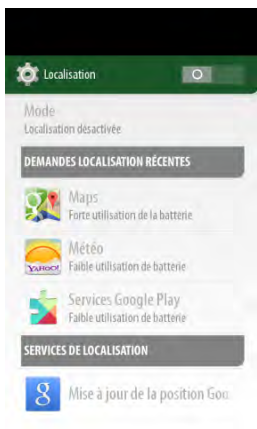 Localisation
O
Mode
Localisation désactivée
DEMANDES LOCALISATION RÉCENTES
Maps
Forte utilisation de la batterie
YAHOO!
Météo
Faible utilisation de batterie
Services Google Play
Faible utilisation de batterie
SERVICES DE LOCALISATION
g
Mise à jour de la position Goo